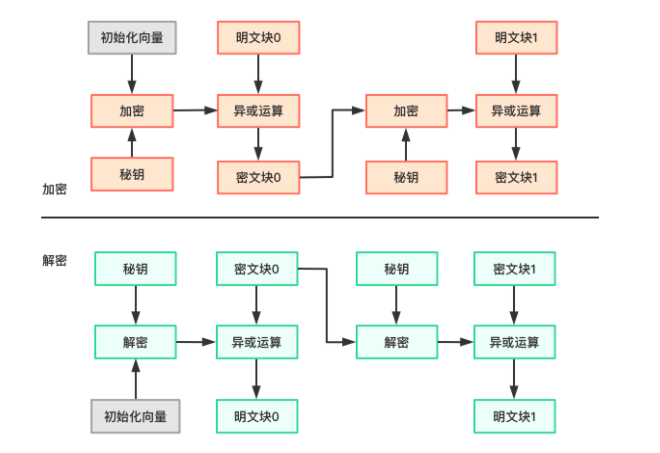 初始化向量
明文块0
明文块1
加密
异或运算
加密
异或运算
秘钥
密文块0
秘钥
密文块1
加密
解密
秘钥
密文块0
秘钥
密文块1
解密
异或运算
解密
异或运算
初始化向量
明文块0
明文块1